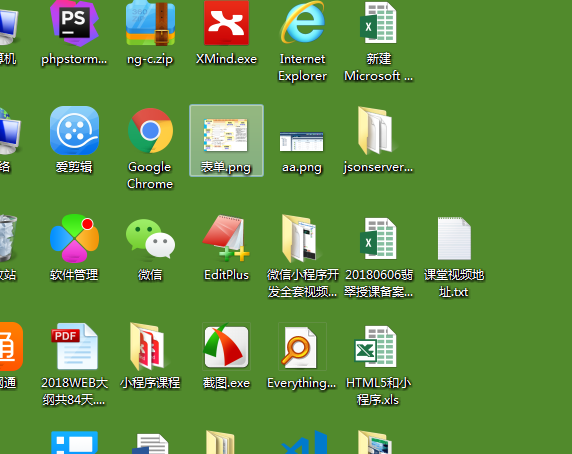 机
phpstorm...
ng-c.zip
XMind.exe
Internet
Explorer
新建
Microsoft ...
络
爱剪辑
Google
Chrome
表单.png
aa.png
jsonserver...
收站
软件管理
微信
EditPlus
微信小程序开
发全套视频...
20180606翡
翠授课备案...
课堂视频地
址.txt
网通
2018WEB大
纲共84天....
小程序课程
截图.exe
Everything...
HTML5和小
程序.xls
PS
PDF
通